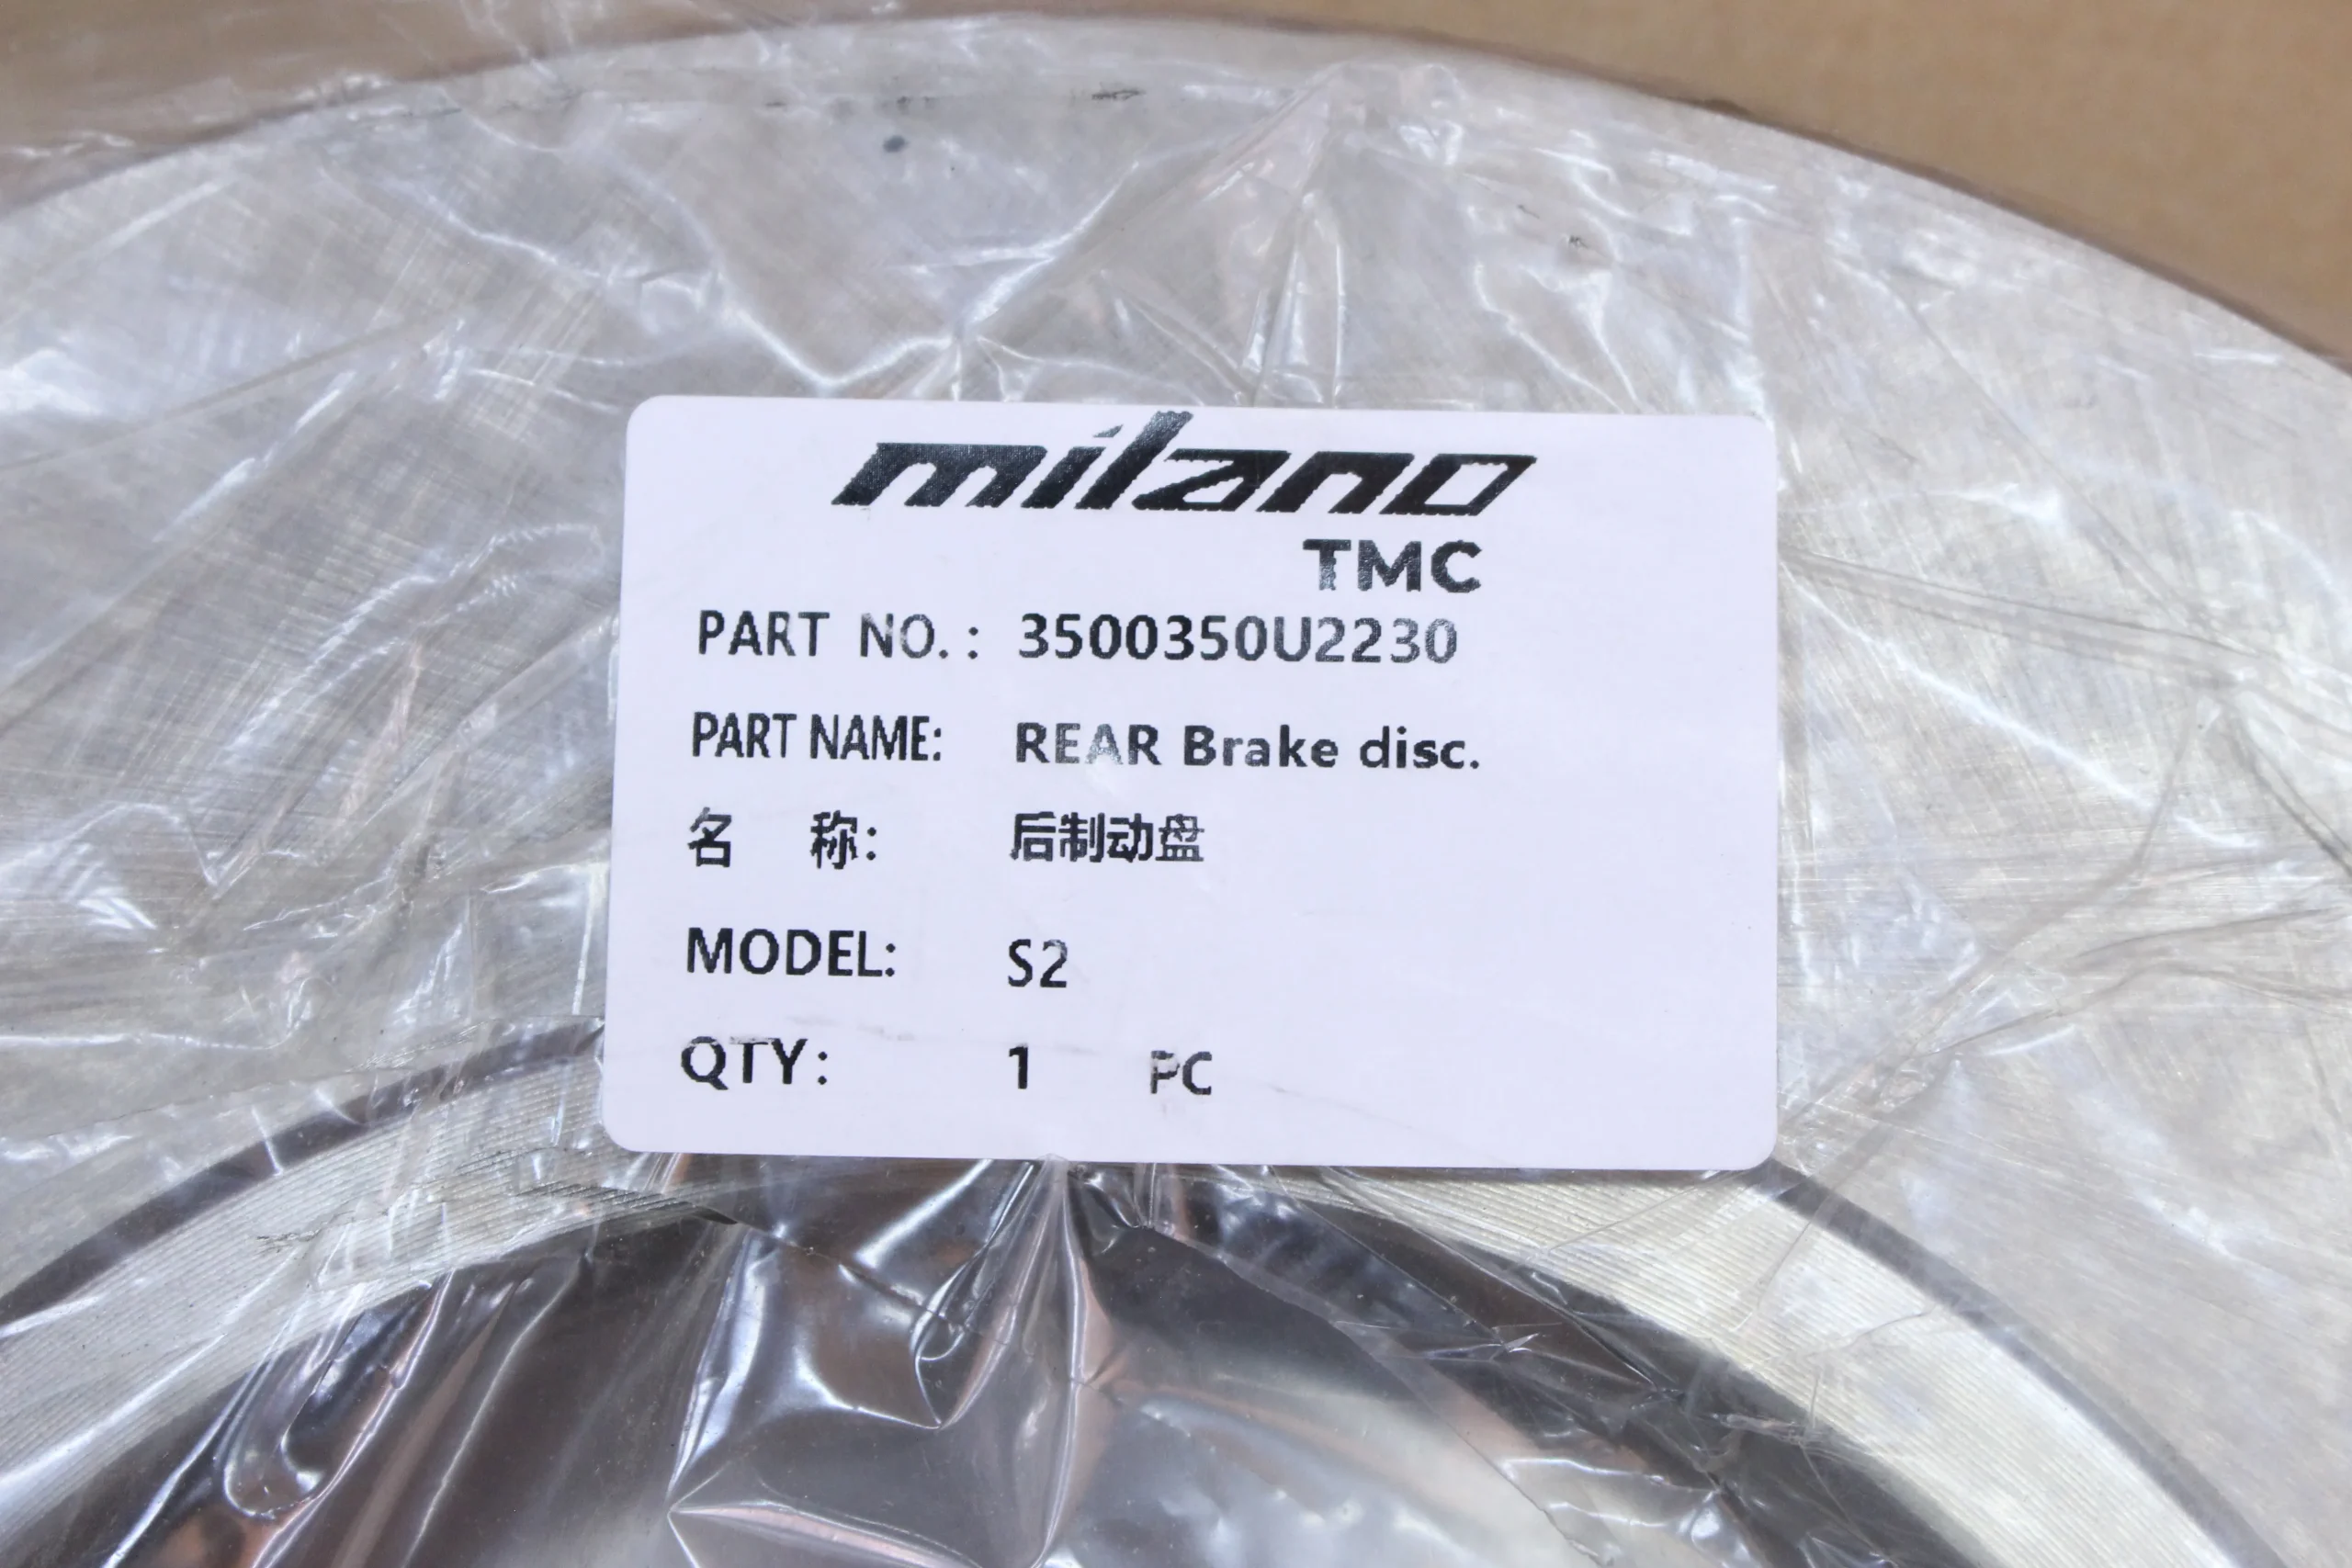 milano
TMC
PART NO.: 3500350U2230
PART NAME: REAR Brake disc.
名 称: 后制动盘
MODEL: S2
QTY: 1 PC